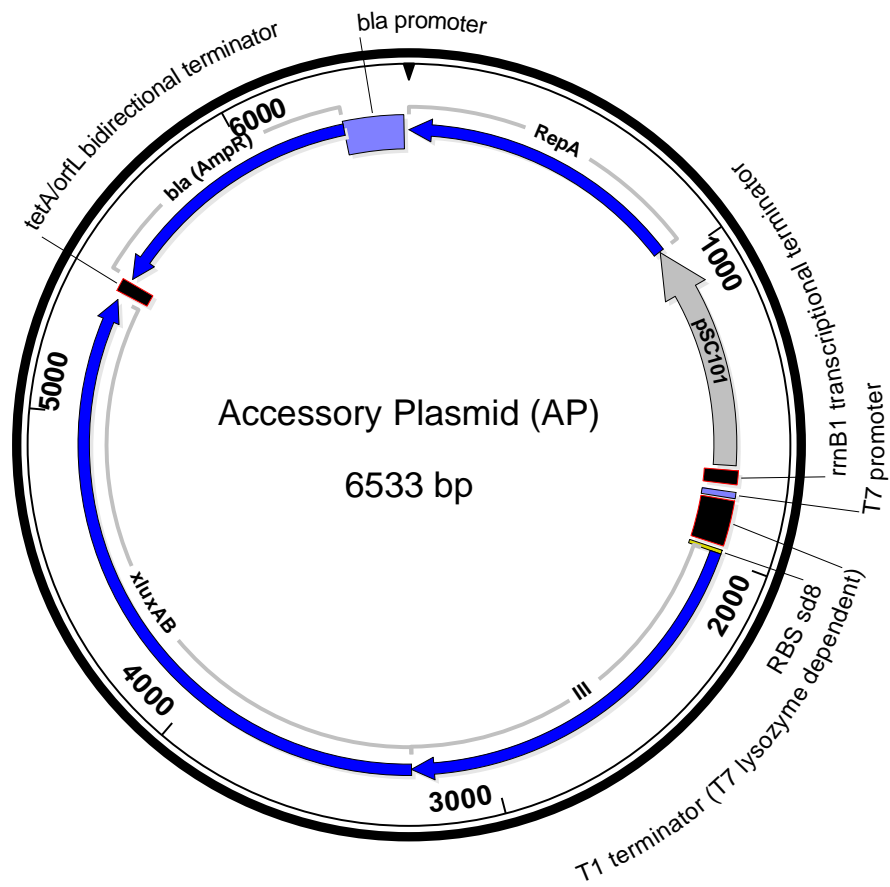 bla promoter
tetA/orfL bidirectional terminator
6000
bla (AmpR)
RepA
1000
pSC101
rrnB1 transcriptional terminator
T7 promoter
5000
Accessory Plasmid (AP)
6533 bp
2000
RBS sd8
T1 terminator (T7 lysozyme dependent)
xluxAB
III
4000
3000